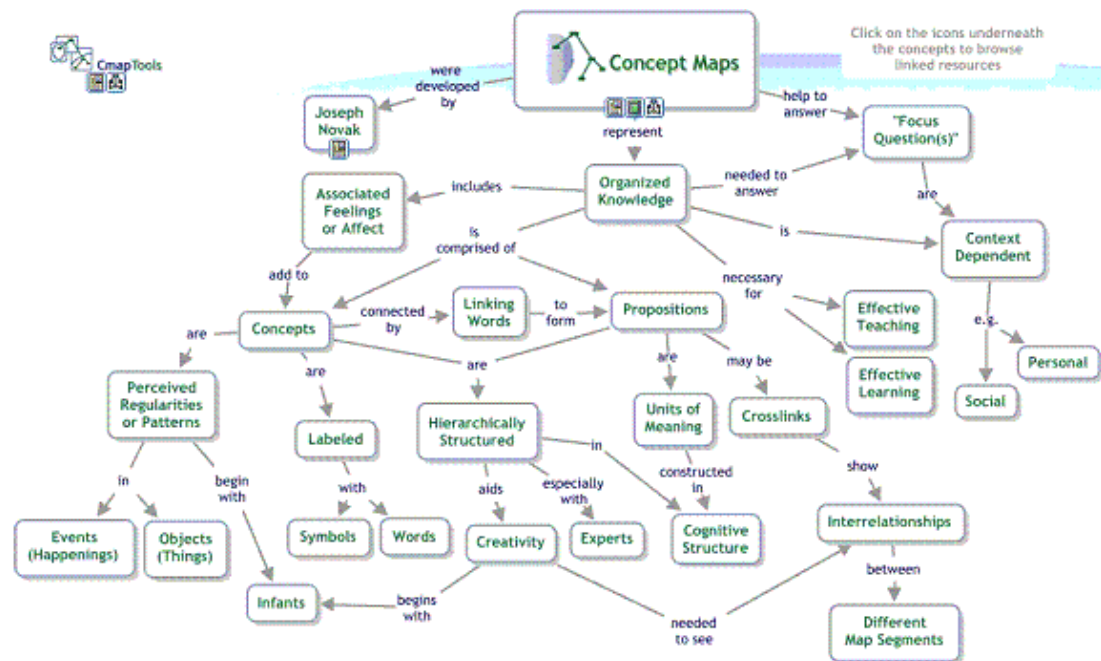 CmapTools
Concept Maps
Click on the icons underneath
the concepts to browse
linked resources
were
developed
by
help to
answer
Joseph
Novak
represent
"Focus
Question(s)"
Associated
Feelings
or Affect
includes
Organized
Knowledge
needed to
answer
are
is
comprised of
is
Context
Dependent
add to
necessary
for
Concepts
connected
by
Linking
Words
to
form
Propositions
Effective
Teaching
e.g.
are
are
are
are
may be
Effective
Learning
Personal
Social
Perceived
Regularities
or Patterns
Labeled
Hierarchically
Structured
Units of
Meaning
Crosslinks
in
in
begin
with
with
aids
especially
with
constructed
in
show
Events
(Happenings)
Objects
(Things)
Symbols
Words
Creativity
Experts
Cognitive
Structure
Interrelationships
between
Infants
begins
with
needed
to see
Different
Map Segments